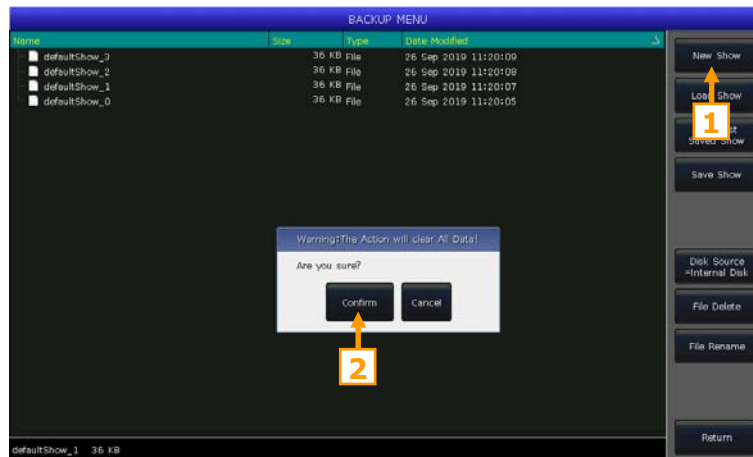 BACKUP MENU
Name Size Type Date Modified
defaultShow_3 36 KB File 26 Sep 2019 11:20:09
defaultShow_2 36 KB File 26 Sep 2019 11:20:08
defaultShow_1 36 KB File 26 Sep 2019 11:20:07
defaultShow_0 36 KB File 26 Sep 2019 11:20:05
New Show
Load Show
1
st
Saved Show
Save Show
Warning:The Action will clear All Data!
Are you sure?
Confirm Cancel
2
Disk Source
=Internal Disk
File Delete
File Rename
Return
defaultShow_1 36 KB